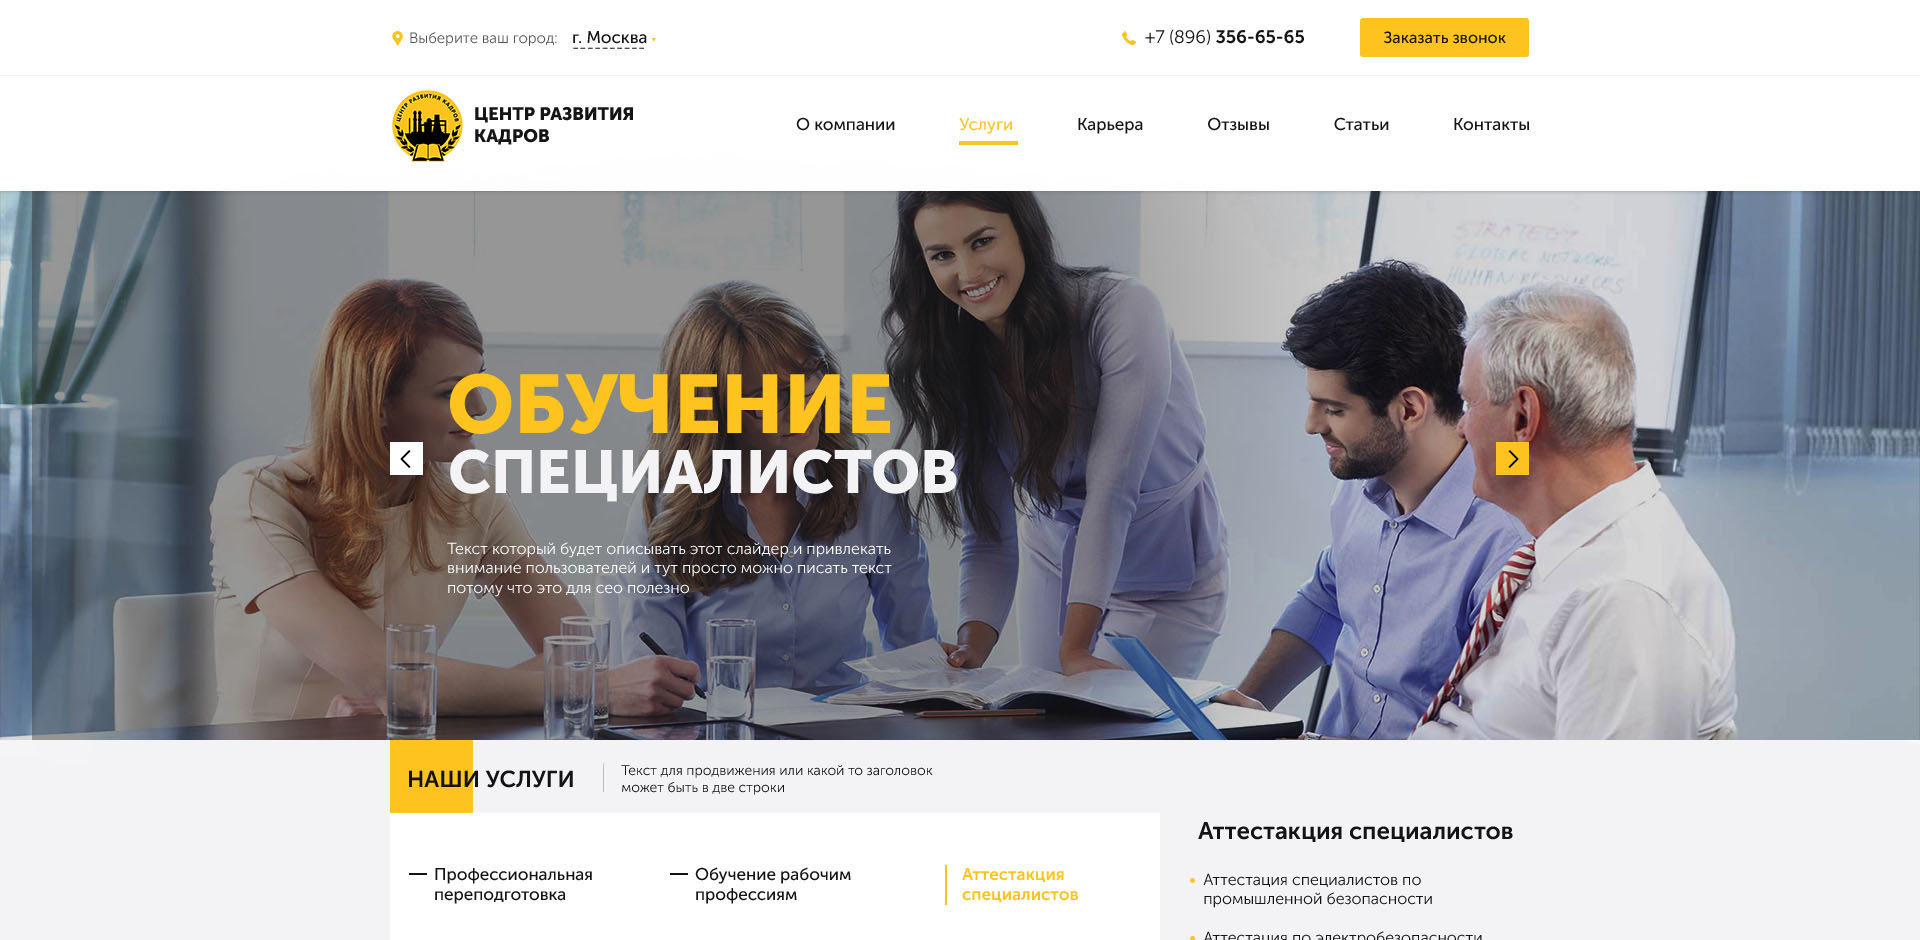 Выберите ваш город: г. Москва
+7 (896) 356-65-65
Заказать звонок
ЦЕНТР РАЗВИТИЯ КАДРОВ
ЦЕНТР РАЗВИТИЯ
КАДРОВ
О компании
Услуги
Карьера
Отзывы
Статьи
Контакты
STRATEGY
GLOBAL NETWORK
HUMAN RESOURCES
ОБУЧЕНИЕ
СПЕЦИАЛИСТОВ
Текст который будет описывать этот слайдер и привлекать
внимание пользователей и тут просто можно писать текст
потому что это для сео полезно
НАШИ УСЛУГИ
Текст для продвижения или какой то заголовок
может быть в две строки
Профессиональная
переподготовка
Обучение рабочим
профессиям
Аттестакция
специалистов
Аттестакция специалистов
Аттестация специалистов по
промышленной безопасности
Аттестация по электробезопасности